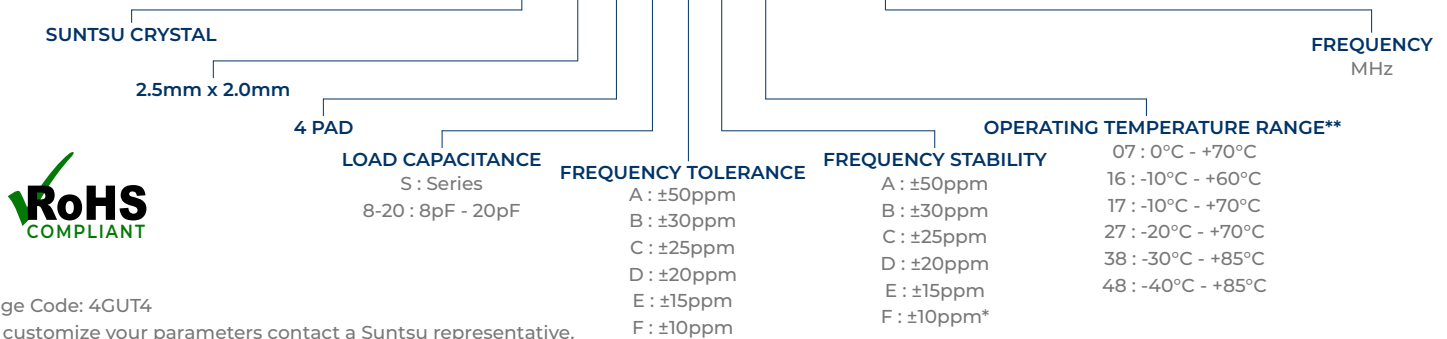 SUNTSU CRYSTAL
2.5mm x 2.0mm
4 PAD
LOAD CAPACITANCE
S : Series
8-20 : 8pF - 20pF
FREQUENCY TOLERANCE
A : ±50ppm
B : ±30ppm
C : ±25ppm
D : ±20ppm
E : ±15ppm
F : ±10ppm
FREQUENCY STABILITY
A : ±50ppm
B : ±30ppm
C : ±25ppm
D : ±20ppm
E : ±15ppm
F : ±10ppm*
OPERATING TEMPERATURE RANGE**
07 : 0°C - +70°C
16 : -10°C - +60°C
17 : -10°C - +70°C
27 : -20°C - +70°C
38 : -30°C - +85°C
48 : -40°C - +85°C
FREQUENCY
MHz
RoHS
COMPLIANT
ge Code: 4GUT4
customize your parameters contact a Suntsu representative.